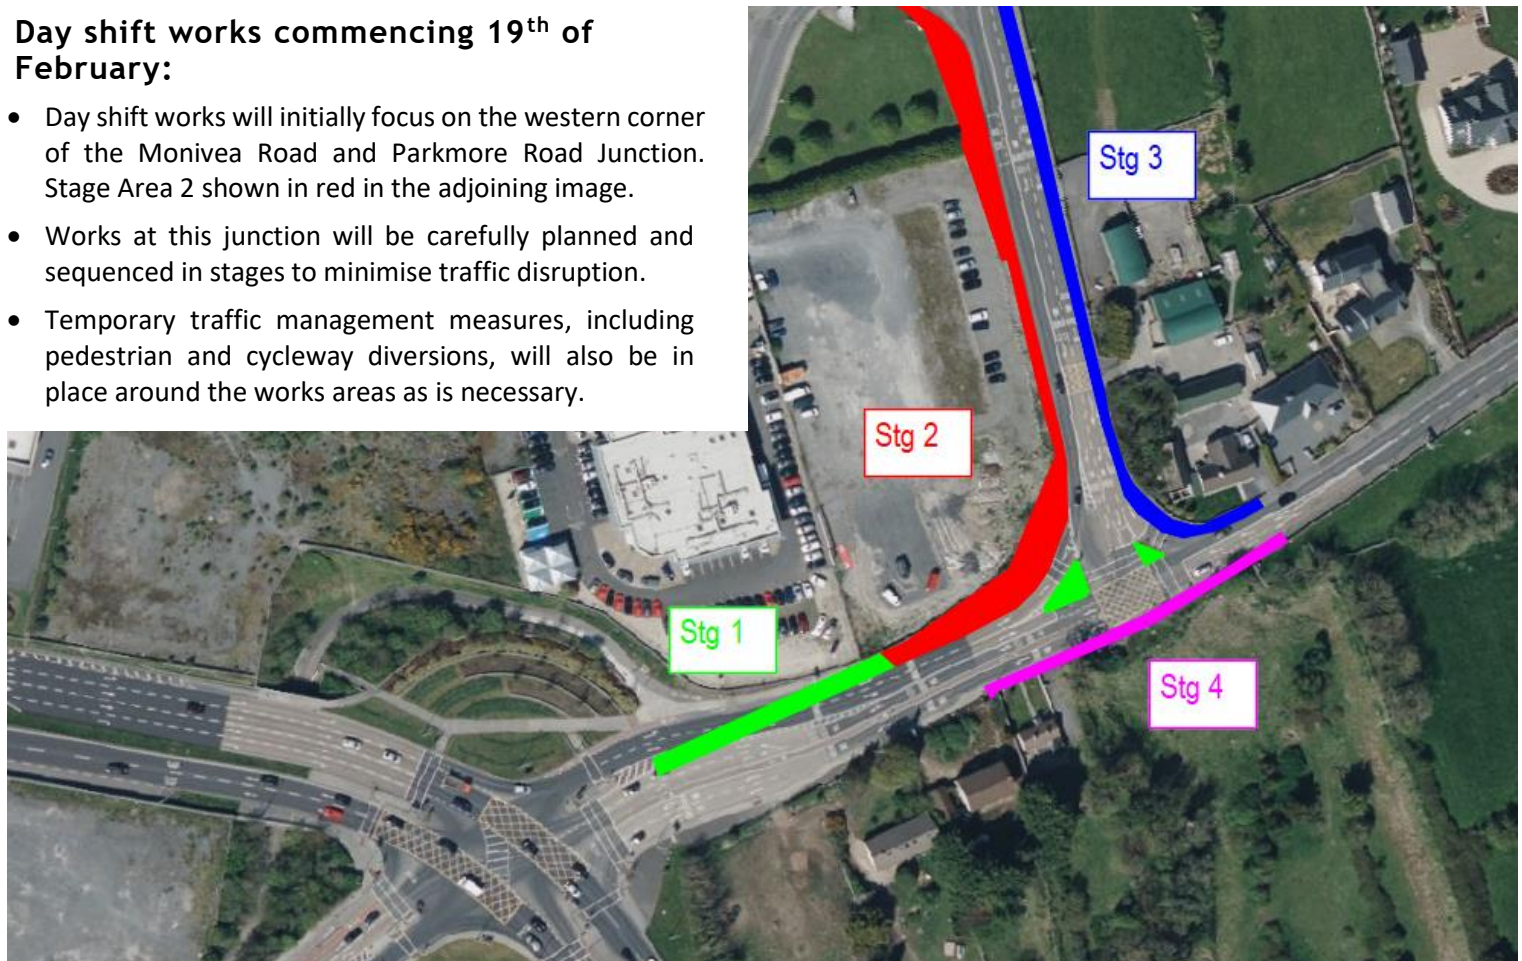 Day shift works commencing 19th of
February:
• Day shift works will initially focus on the western corner
of the Monivea Road and Parkmore Road Junction.
Stage Area 2 shown in red in the adjoining image.
• Works at this junction will be carefully planned and
sequenced in stages to minimise traffic disruption.
• Temporary traffic management measures, including
pedestrian and cycleway diversions, will also be in
place around the works areas as is necessary.
Stg 3
Stg 2
Stg 1
Stg 4